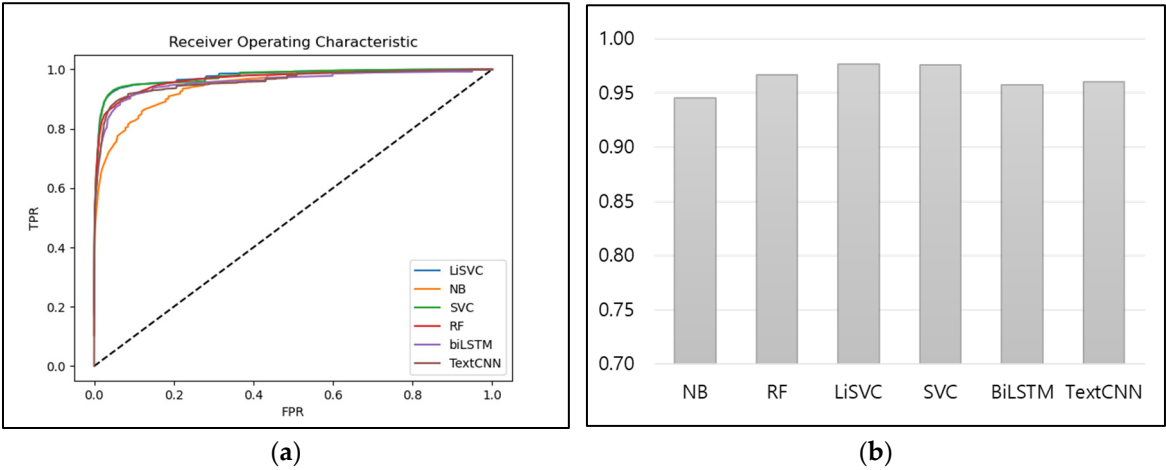 Receiver Operating Characteristic
1.0
0.8
0.6
0.4
0.2
0.0
TPR
0.0 0.2 0.4 0.6 0.8 1.0
FPR
LiSVC
NB
SVC
RF
biLSTM
TextCNN
(a)
1.00
0.95
0.90
0.85
0.80
0.75
0.70
NB RF LiSVC SVC BiLSTM TextCNN
(b)